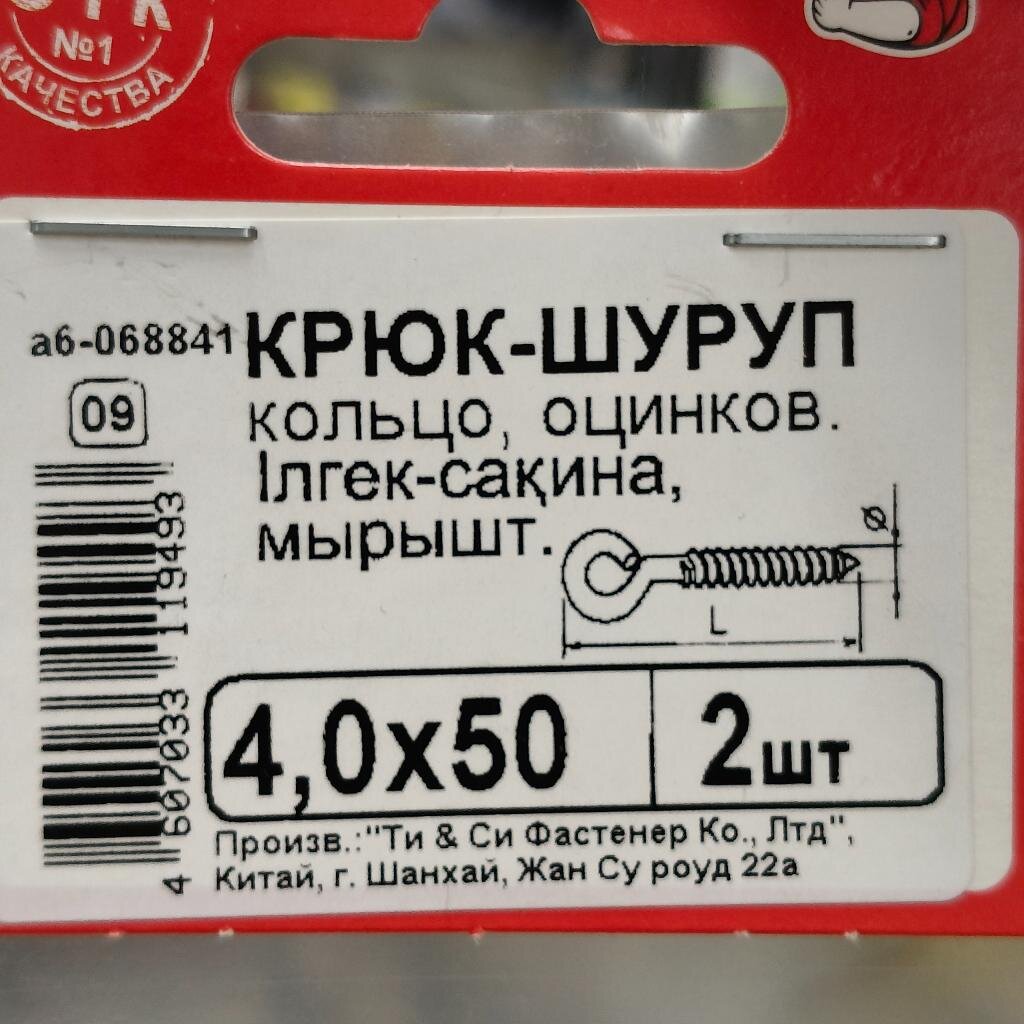 №1
КАЧЕСТВА
а6-068841
КРЮК-ШУРУП
09
кольцо, оцинков.
Ілгек-сақина,
мырышт.
Ø
L
4,0х50
2шт
4 607033 119493
Произв.:"Ти & Си Фастенер Ко., Лтд",
Китай, г. Шанхай, Жан Су роуд 22а